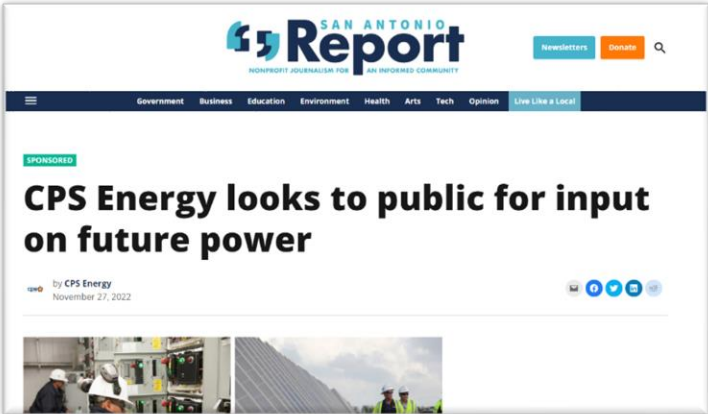 SAN ANTONIO
Report
NONPROFIT JOURNALISM FOR AN INFORMED COMMUNITY
Newsletters Donate
Government Business Education Environment Health Arts Tech Opinion Live Like a Local
SPONSORED
CPS Energy looks to public for input
on future power
by CPS Energy
November 27, 2022